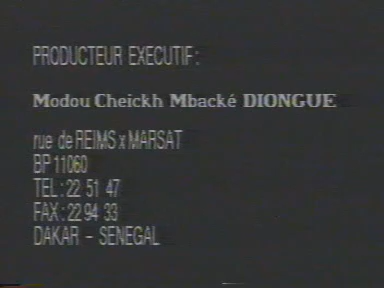 PRODUCTEUR EXECUTIF:
Modou Cheickh Mbacké DIONGUE
rue de REIMS x MARSAT
BP 11060
TEL : 22 51 47
FAX : 22 94 33
DAKAR - SENEGAL